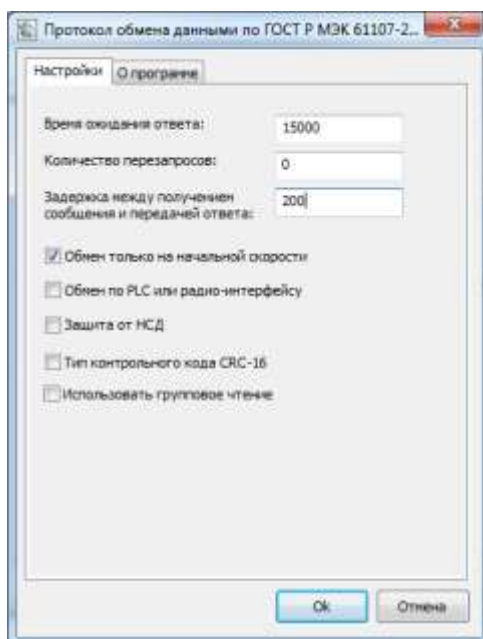 Протокол обмена данными по ГОСТ Р МЭК 61107-2...
Настройки
О программе
Время ожидания ответа:
15000
Количество перезапросов:
0
Задержка между получением
сообщения и передачей ответа:
200
Обмен только на начальной скорости
Обмен по PLC или радио-интерфейсу
Защита от НСД
Тип контрольного кода CRC-16
Использовать групповое чтение
Ok
Отмена